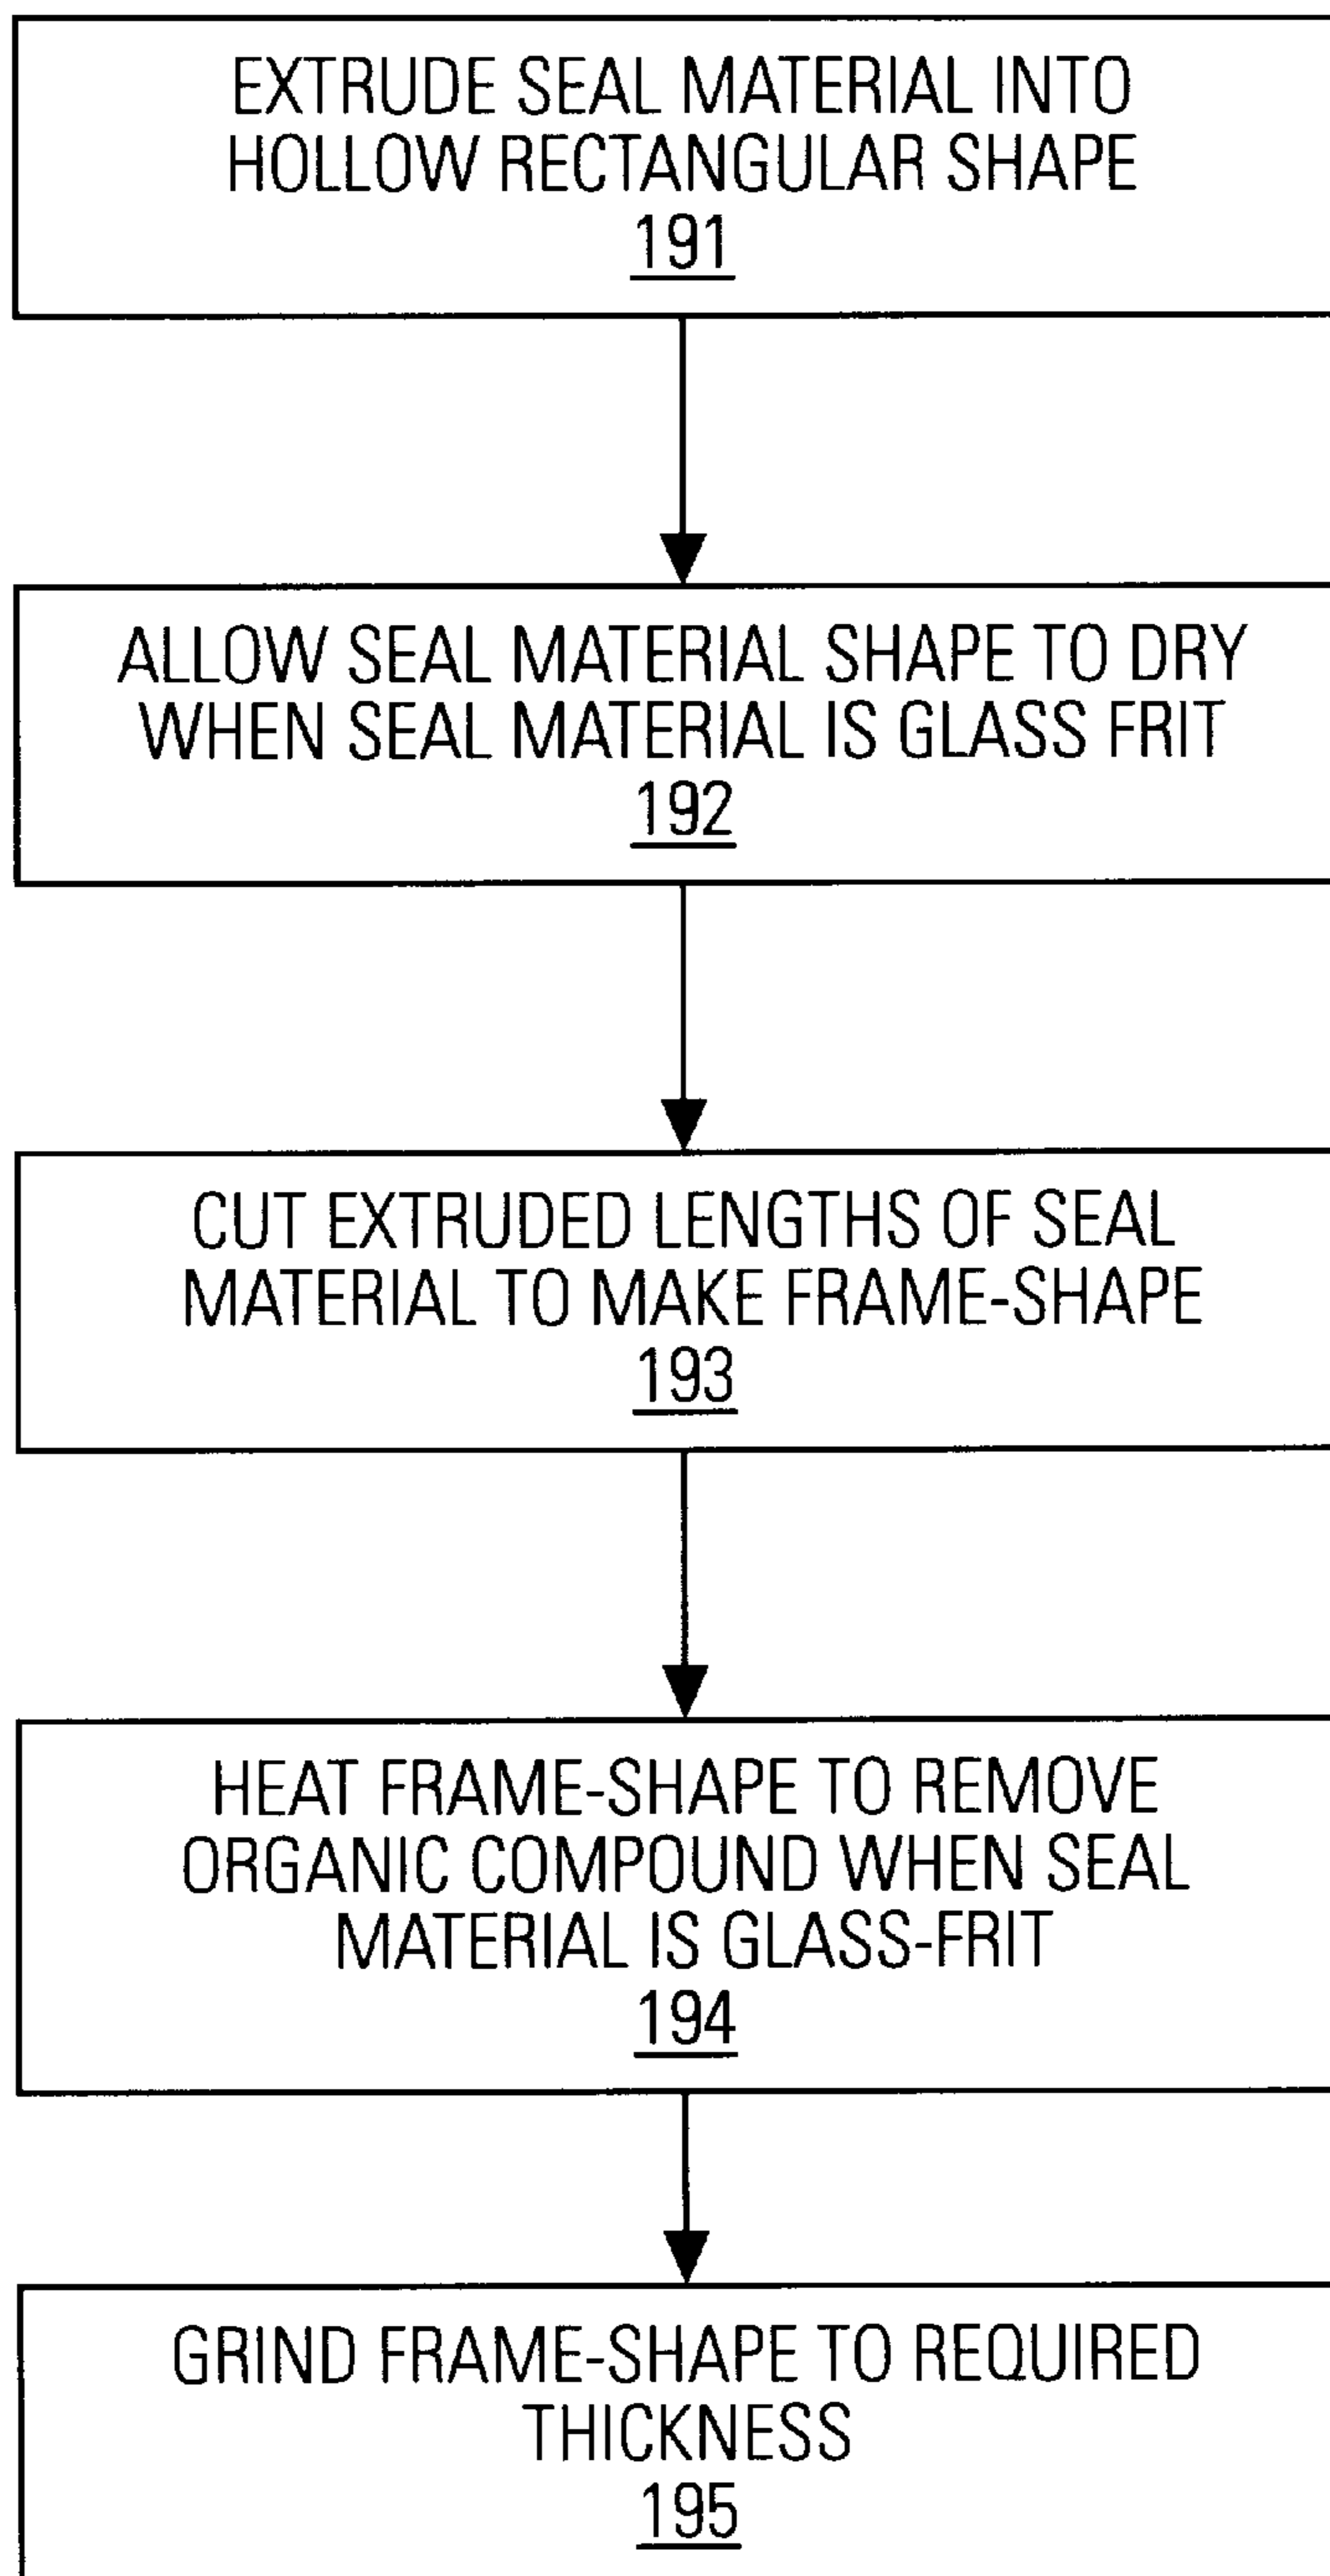 EXTRUDE SEAL MATERIAL INTO
HOLLOW RECTANGULAR SHAPE
191
ALLOW SEAL MATERIAL SHAPE TO DRY
WHEN SEAL MATERIAL IS GLASS FRIT
192
CUT EXTRUDED LENGTHS OF SEAL
MATERIAL TO MAKE FRAME-SHAPE
193
HEAT FRAME-SHAPE TO REMOVE
ORGANIC COMPOUND WHEN SEAL
MATERIAL IS GLASS-FRIT
194
GRIND FRAME-SHAPE TO REQUIRED
THICKNESS
195